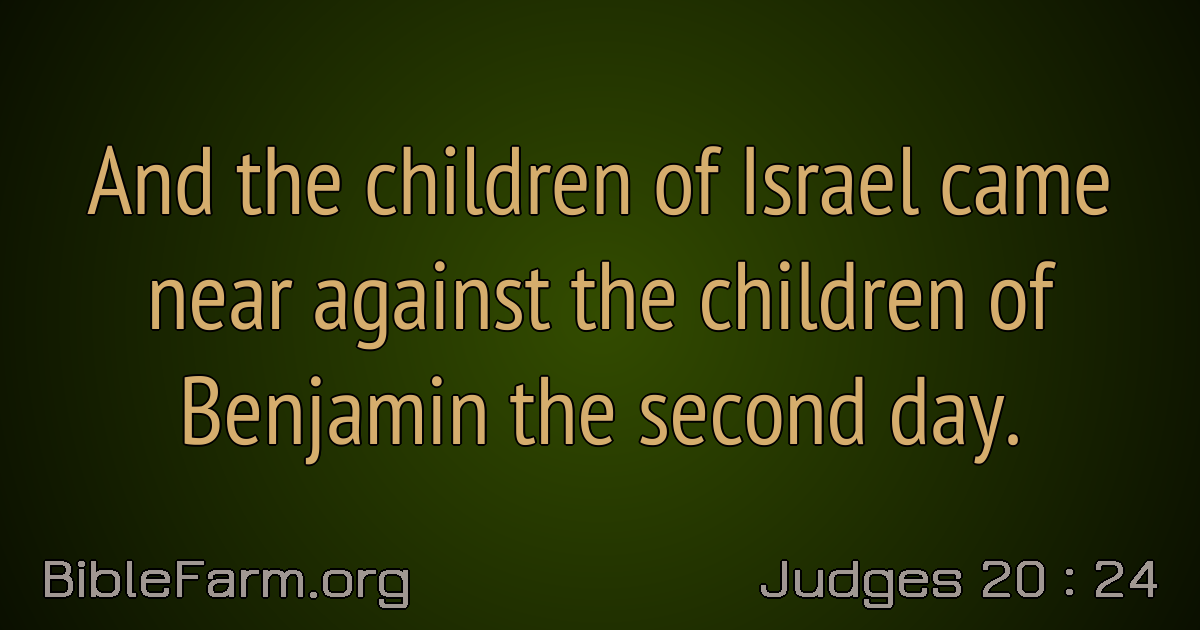 And the children of Israel came
near against the children of
Benjamin the second day.
BibleFarm.org
Judges 20 : 24